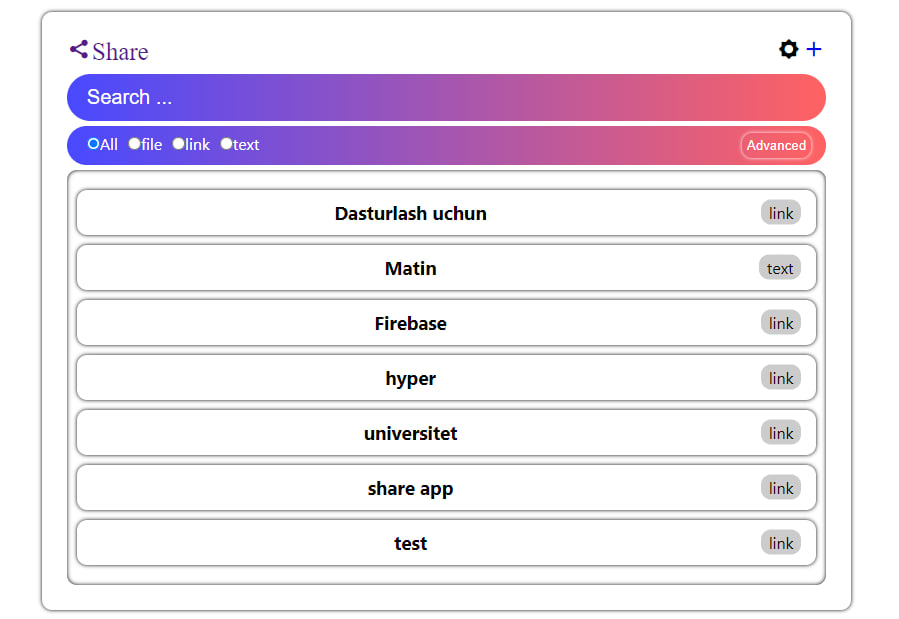 Share
Search ...
All file link text Advanced
Dasturlash uchun link
Matin text
Firebase link
hyper link
universitet link
share app link
test link